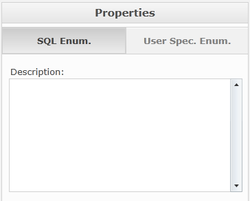 Properties
SQL Enum. User Spec. Enum.
Description: